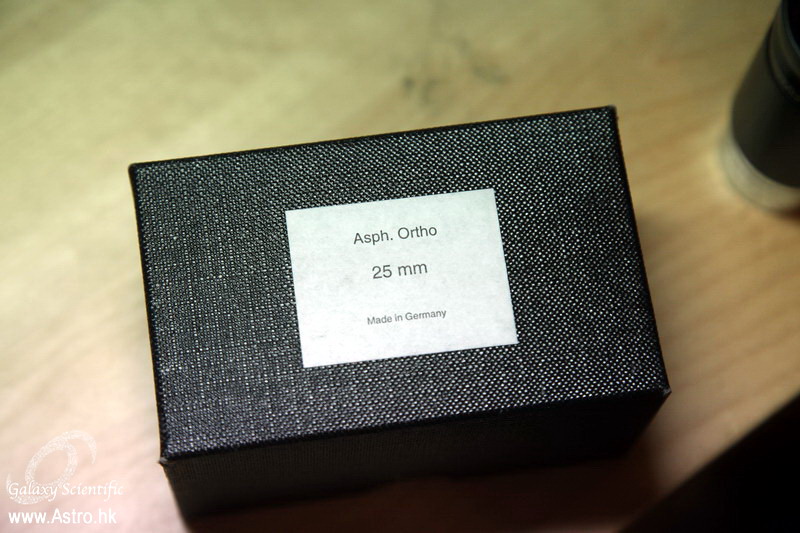 Asph. Ortho
25 mm
Made in Germany
Galaxy Scientific
www.Astro.hk